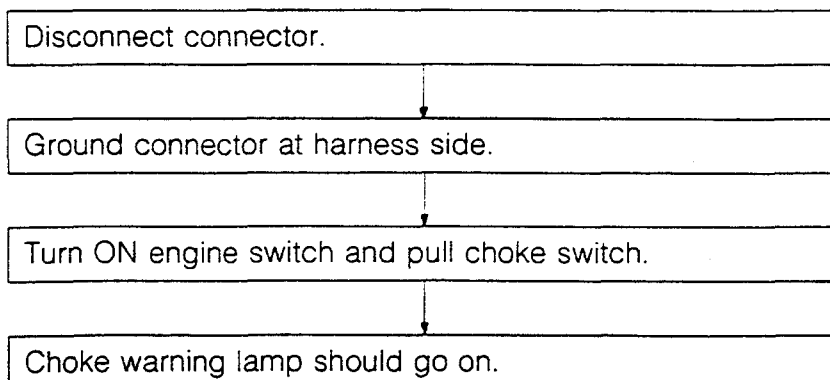 Disconnect connector.
Ground connector at harness side.
Turn ON engine switch and pull choke switch.
Choke warning lamp should go on.